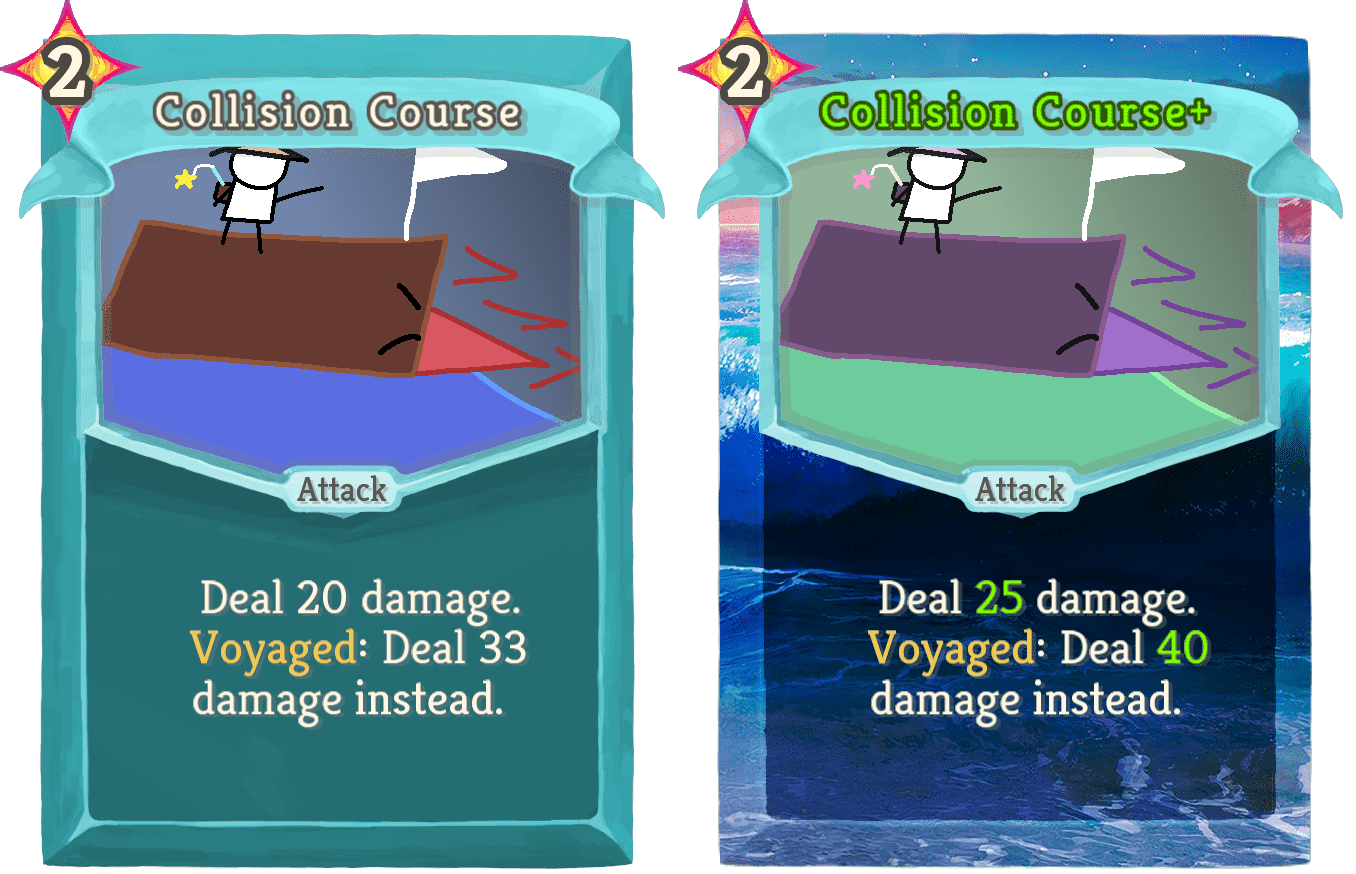 2
Collision Course
Attack
Deal 20 damage.
Voyaged: Deal 33
damage instead.
2
Collision Course+
Attack
Deal 25 damage.
Voyaged: Deal 40
damage instead.